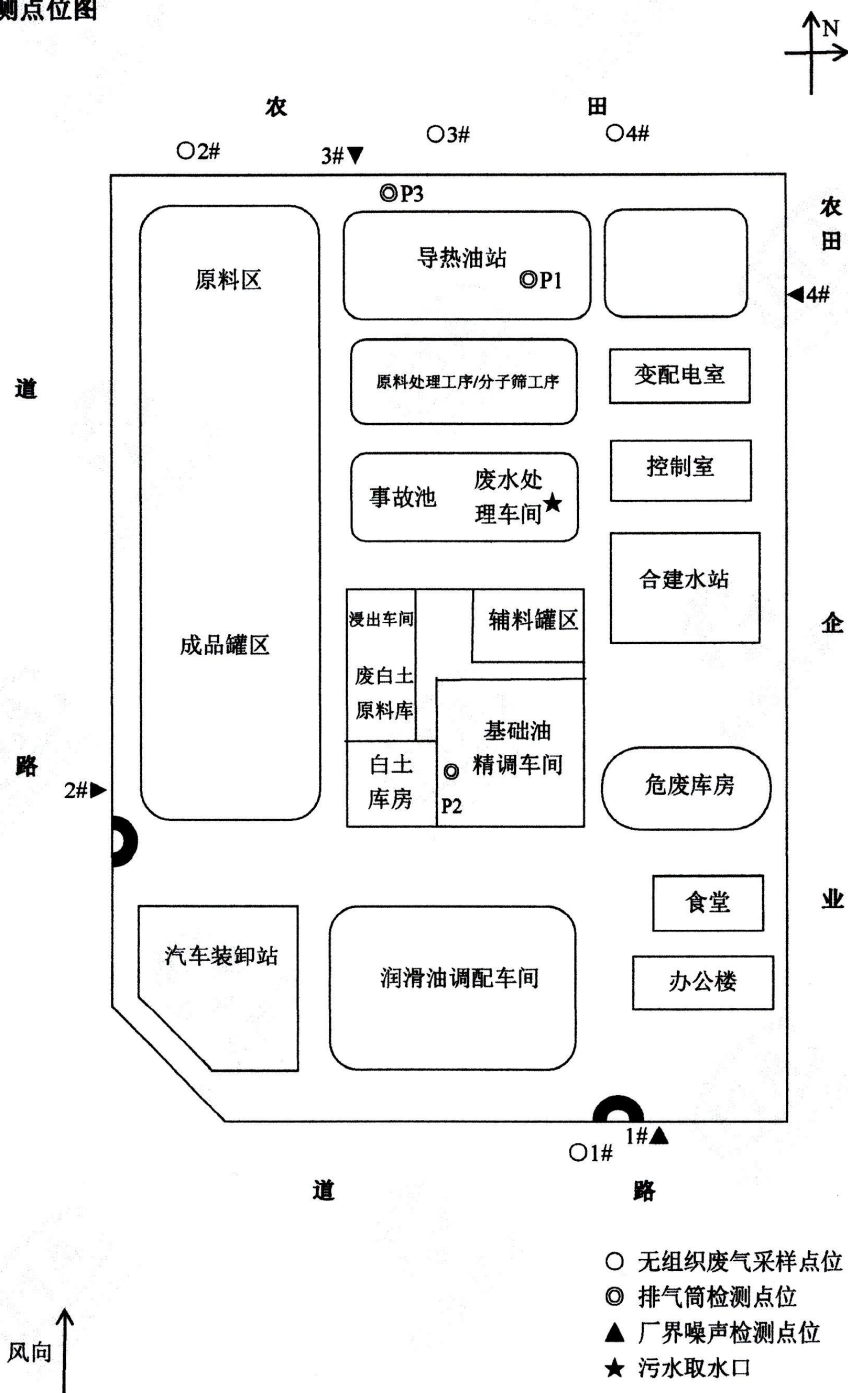 测点位图
N
农 田
○2# 3#▼ ○3# ○4#
◎P3
农
田
原料区
导热油站
◎P1
◀4#
道
原料处理工序/分子筛工序
变配电室
事故池
废水处
理车间★
控制室
合建水站
企
浸出车间
辅料罐区
成品罐区
废白土
原料库
基础油
精调车间
路
2#▶
白土
库房
◎
P2
危废库房
食堂
业
汽车装卸站
润滑油调配车间
办公楼
1#▲
○1#
道 路
○ 无组织废气采样点位
◎ 排气筒检测点位
▲ 厂界噪声检测点位
★ 污水取水口
风向